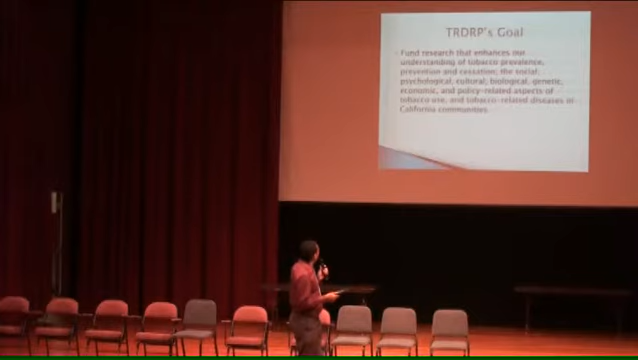 TRDRP's Goal
Fund research that enhances our
understanding of tobacco prevalence,
prevention and cessation; the social,
psychological, cultural, biological, genetic,
economic, and policy-related aspects of
tobacco use, and tobacco-related diseases in
California communities